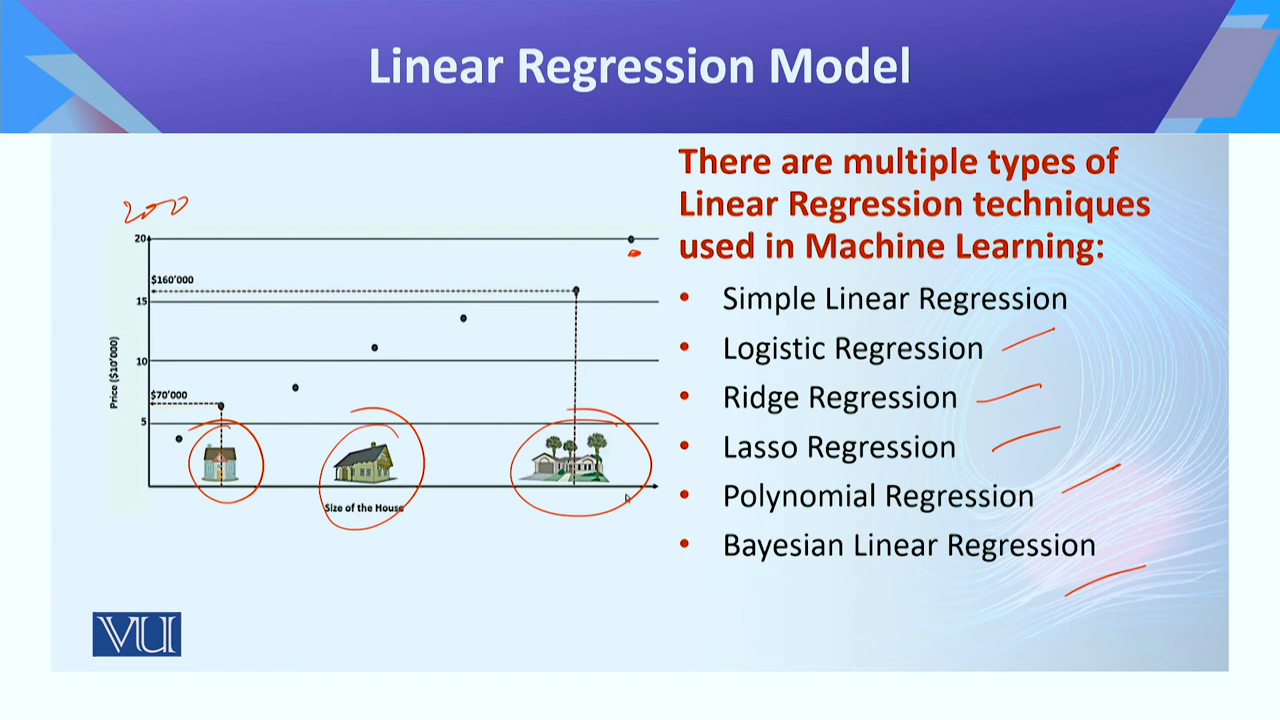 Linear Regression Model
There are multiple types of
Linear Regression techniques
used in Machine Learning:
• Simple Linear Regression
• Logistic Regression
• Ridge Regression
• Lasso Regression
• Polynomial Regression
• Bayesian Linear Regression
200
20
$160'000
15
10
$70'000
5
Price ($10'000)
Size of the House
VU